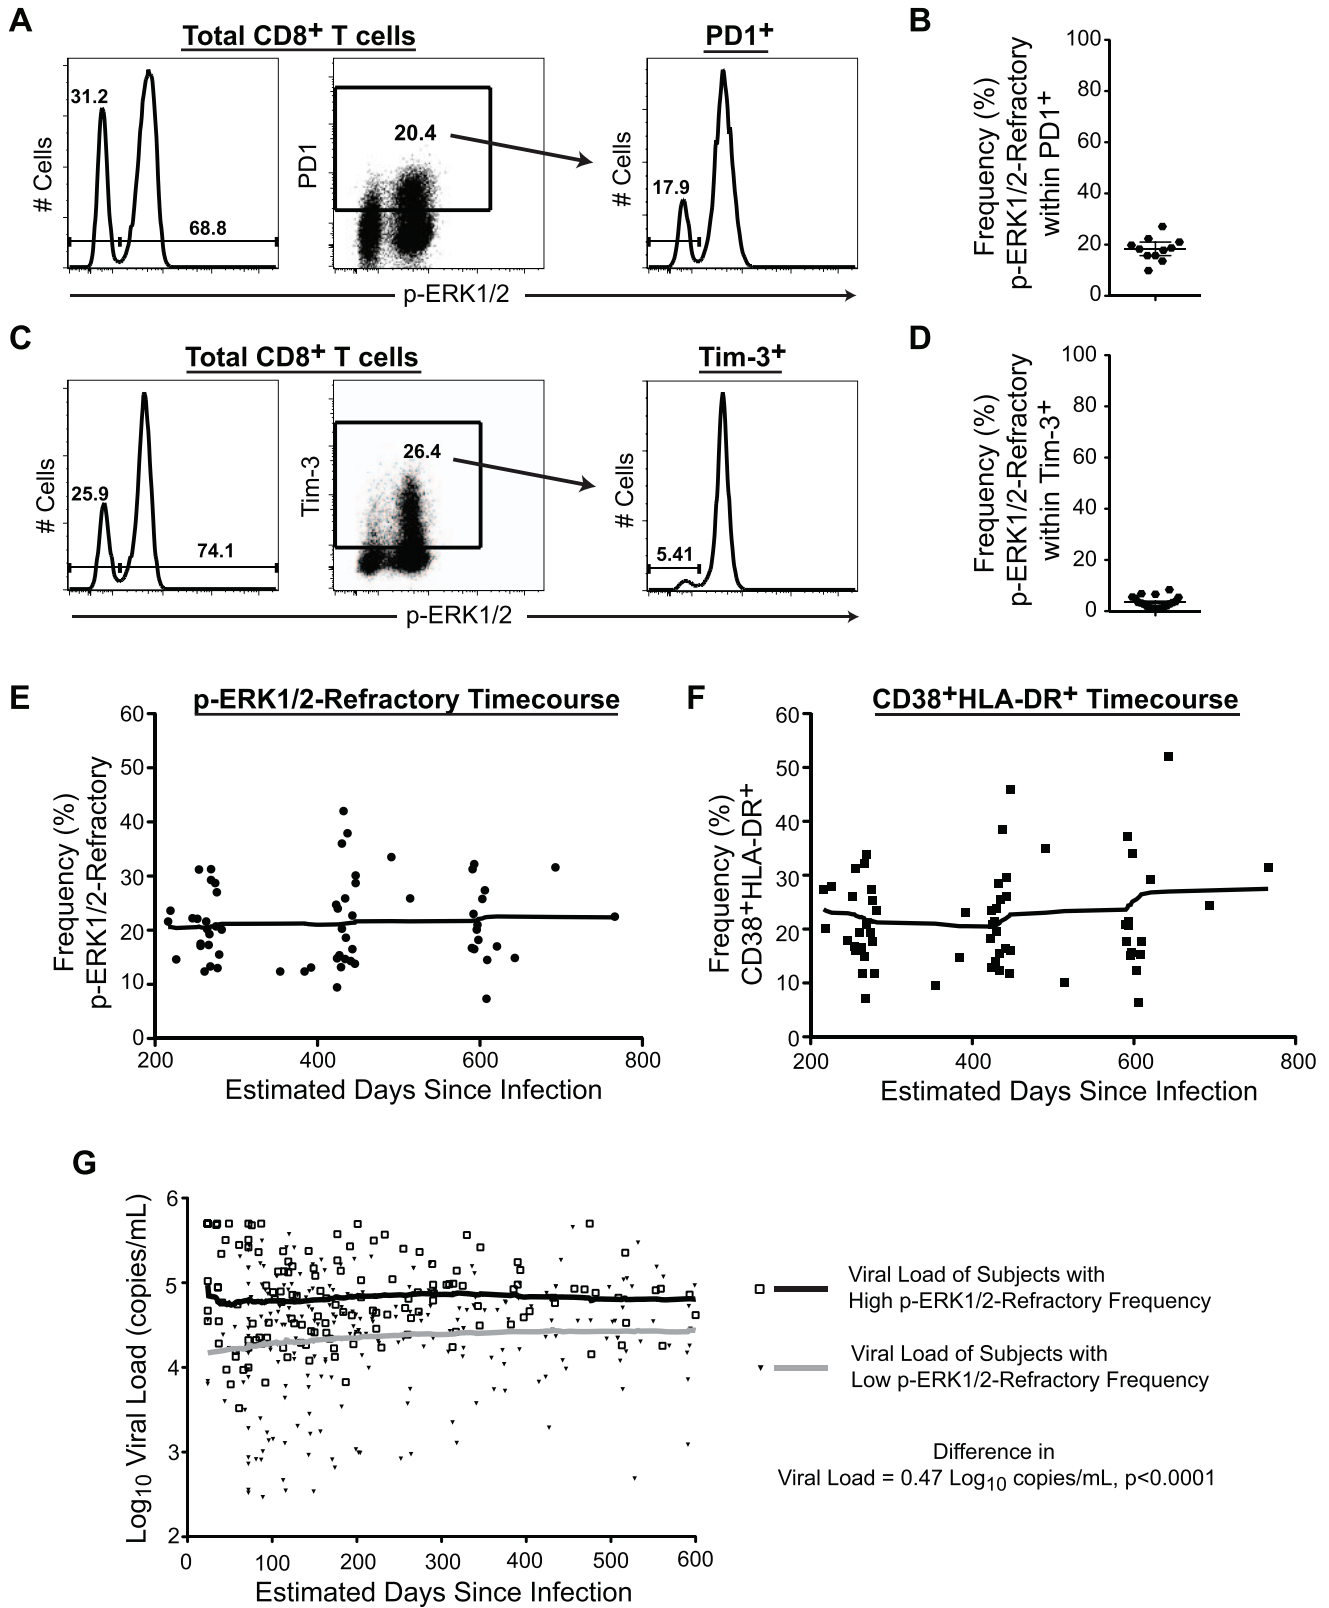 A
Total CD8+ T cells
PD1+
# Cells
31.2
68.8
PD1
20.4
# Cells
17.9
p-ERK1/2
B
Frequency (%)
p-ERK1/2-Refractory
within PD1+
100
80
60
40
20
0
C
Total CD8+ T cells
Tim-3+
# Cells
25.9
74.1
Tim-3
26.4
# Cells
5.41
p-ERK1/2
D
Frequency (%)
p-ERK1/2-Refractory
within Tim-3+
100
80
60
40
20
0
E
p-ERK1/2-Refractory Timecourse
Frequency (%)
p-ERK1/2-Refractory
60
50
40
30
20
10
0
200 400 600 800
Estimated Days Since Infection
F
CD38+HLA-DR+ Timecourse
Frequency (%)
CD38+HLA-DR+
60
50
40
30
20
10
0
200 400 600 800
Estimated Days Since Infection
G
Log10 Viral Load (copies/mL)
6
5
4
3
2
0 100 200 300 400 500 600
Estimated Days Since Infection
Viral Load of Subjects with
High p-ERK1/2-Refractory Frequency
Viral Load of Subjects with
Low p-ERK1/2-Refractory Frequency
Difference in
Viral Load = 0.47 Log10 copies/mL, p<0.0001